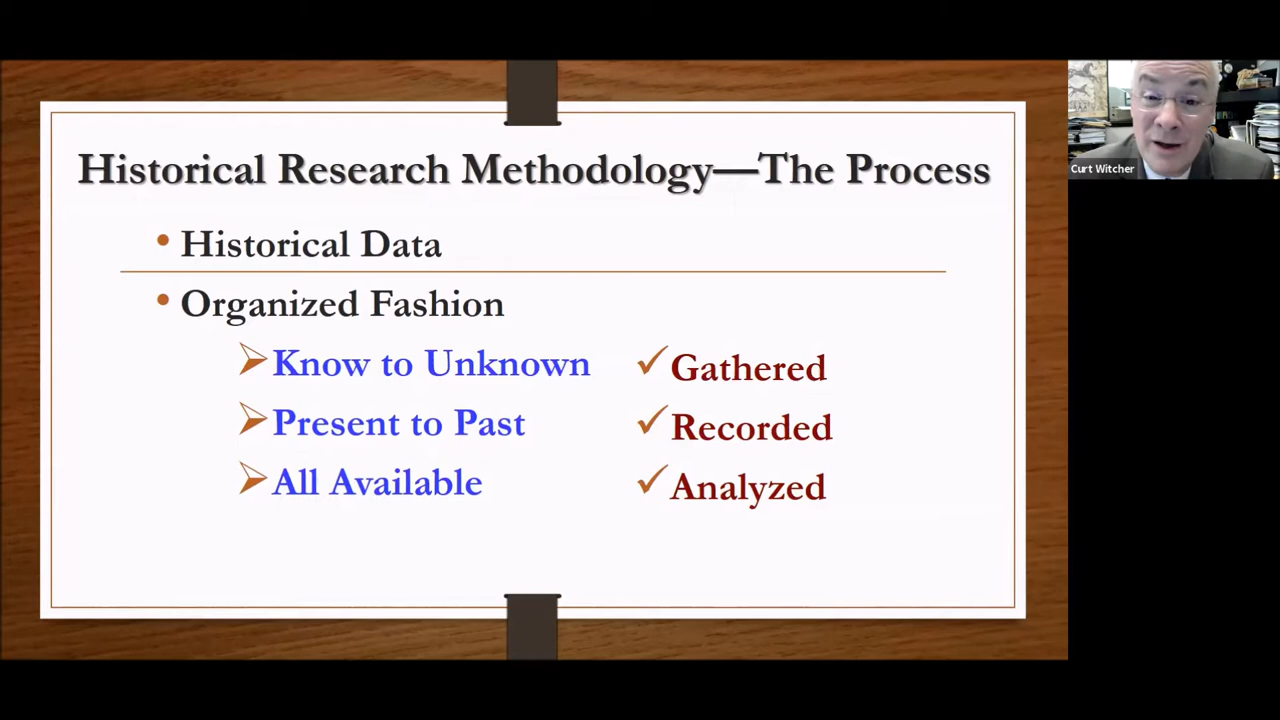 Historical Research Methodology—The Process
• Historical Data
• Organized Fashion
➢ Know to Unknown
➢ Present to Past
➢ All Available
✓ Gathered
✓ Recorded
✓ Analyzed
Curt Witcher